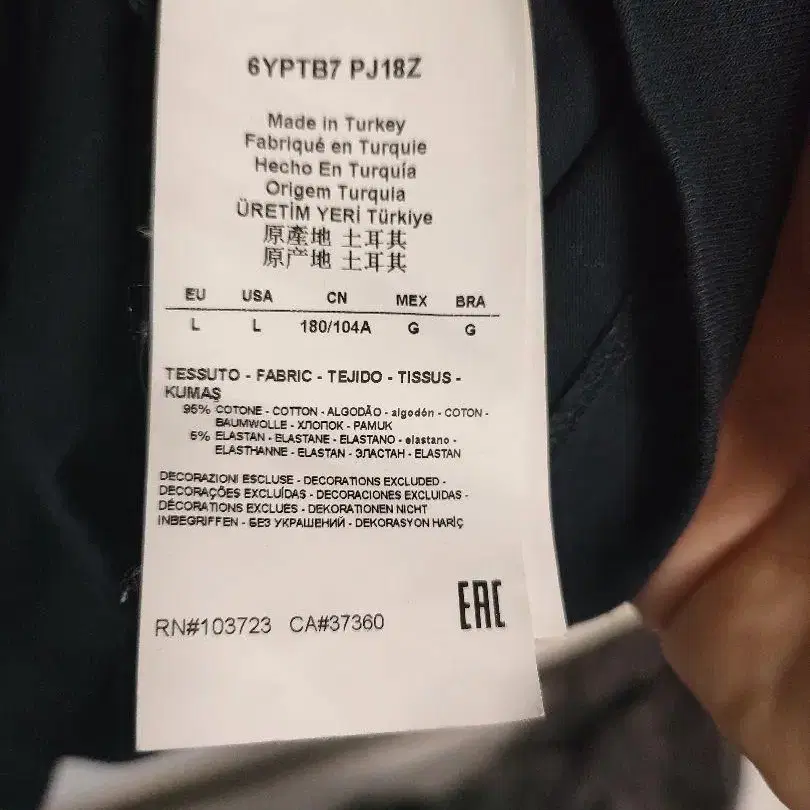 6YPTB7 PJ18Z
Made in Turkey
Fabriqué en Turquie
Hecho En Turquía
Origem Turquia
ÜRETİM YERİ Türkiye
原產地 土耳其
原产地 土耳其
EU USA CN MEX BRA
L L 180/104A G G
TESSUTO - FABRIC - TEJIDO - TISSUS -
KUMAŞ
95% COTONE - COTTON - ALGODÃO - algodón - COTON -
BAUMWOLLE - ХЛОПОК - PAMUK
5% ELASTAN - ELASTANE - ELASTANO - elastano -
ELASTHANNE - ELASTAN - ЭЛАСТАН - ELASTAN
DECORAZIONI ESCLUSE - DECORATIONS EXCLUDED -
DECORAÇÕES EXCLUÍDAS - DECORACIONES EXCLUIDAS -
DÉCORATIONS EXCLUES - DEKORATIONEN NICHT
INBEGRIFFEN - БЕЗ УКРАШЕНИЙ - DEKORASYON HARİÇ
RN#103723 CA#37360
EAC